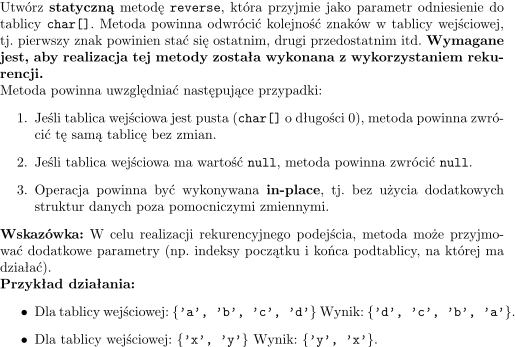 Utwórz statyczną metodę reverse, która przyjmie jako parametr odniesienie do
tablicy char[]. Metoda powinna odwrócić kolejność znaków w tablicy wejściowej,
tj. pierwszy znak powinien stać się ostatnim, drugi przedostatnim itd. Wymagane
jest, aby realizacja tej metody została wykonana z wykorzystaniem reku-
rencji.
Metoda powinna uwzględniać następujące przypadki:
1. Jeśli tablica wejściowa jest pusta (char[] o długości 0), metoda powinna zwró-
cić tę samą tablicę bez zmian.
2. Jeśli tablica wejściowa ma wartość null, metoda powinna zwrócić null.
3. Operacja powinna być wykonywana in-place, tj. bez użycia dodatkowych
struktur danych poza pomocniczymi zmiennymi.
Wskazówka: W celu realizacji rekurencyjnego podejścia, metoda może przyjmo-
wać dodatkowe parametry (np. indeksy początku i końca podtablicy, na której ma
działać).
Przykład działania:
• Dla tablicy wejściowej: {'a', 'b', 'c', 'd'} Wynik: {'d', 'c', 'b', 'a'}.
• Dla tablicy wejściowej: {'x', 'y'} Wynik: {'y', 'x'}.